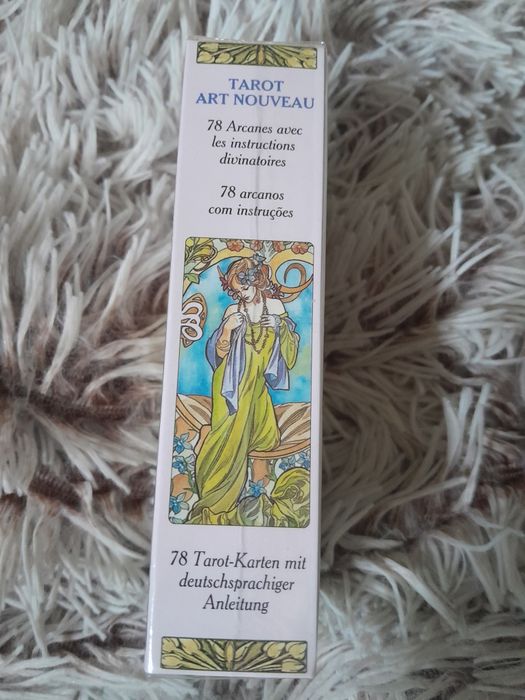 TAROT
ART NOUVEAU
78 Arcanes avec
les instructions
divinatoires
78 arcanos
com instruções
78 Tarot-Karten mit
deutschsprachiger
Anleitung